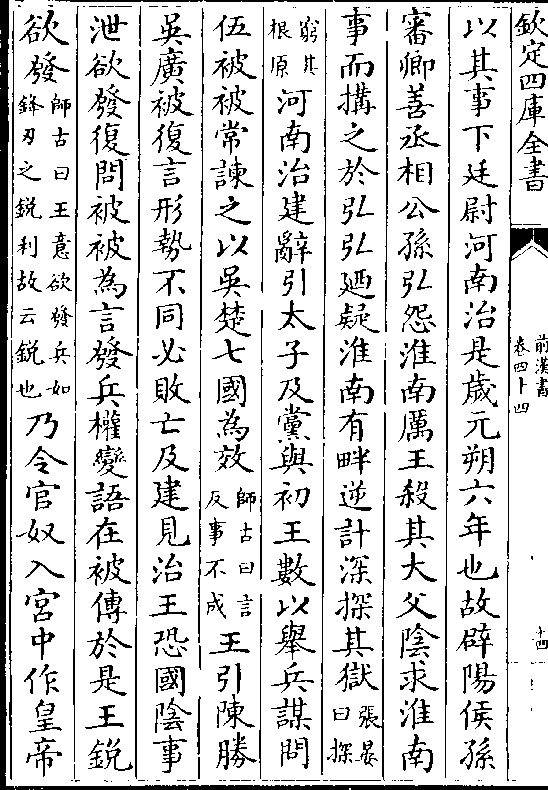 欽定四庫全書
前漢書
卷四十四
十四
以其事下廷尉河南治是歲元朔六年也故辟陽侯孫
審卿善丞相公孫弘怨淮南厲王殺其大父陰求淮南
事而搆之於弘弘廼疑淮南有畔逆計深探其獄張晏曰探
窮其根原河南治建辭引太子及黨與初王數以舉兵謀問
伍被被常諫之以吳楚七國為效師古曰言反事不成王引陳勝
吳廣被復言形勢不同必敗亡及建見治王恐國陰事
泄欲發復問被被為言發兵權變語在被傳於是王銳
欲發師古曰王意欲發兵如鋒刃之銳利故云銳也乃令官奴入宮中作皇帝